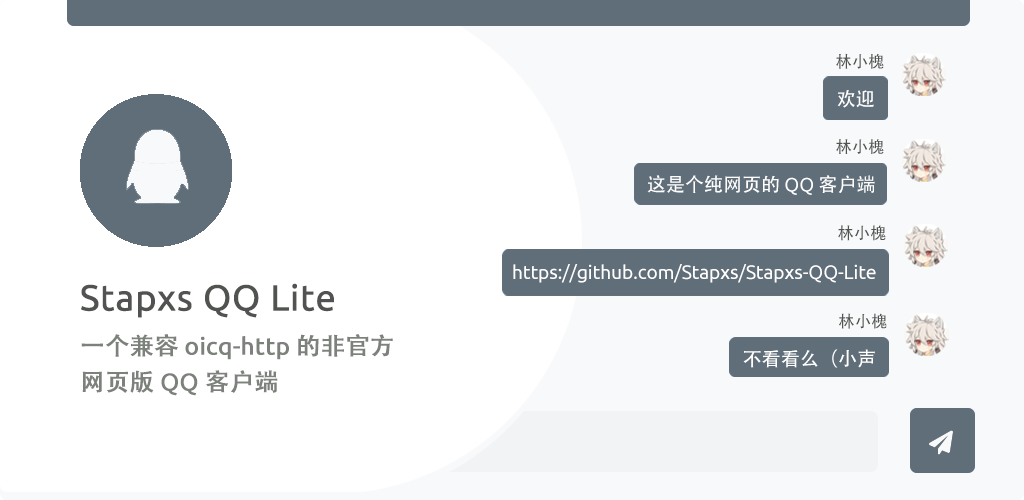 Stapxs QQ Lite
一个兼容 oicq-http 的非官方
网页版 QQ 客户端
林小槐
欢迎
林小槐
这是个纯网页的 QQ 客户端
林小槐
https://github.com/Stapxs/Stapxs-QQ-Lite
林小槐
不看看么（小声